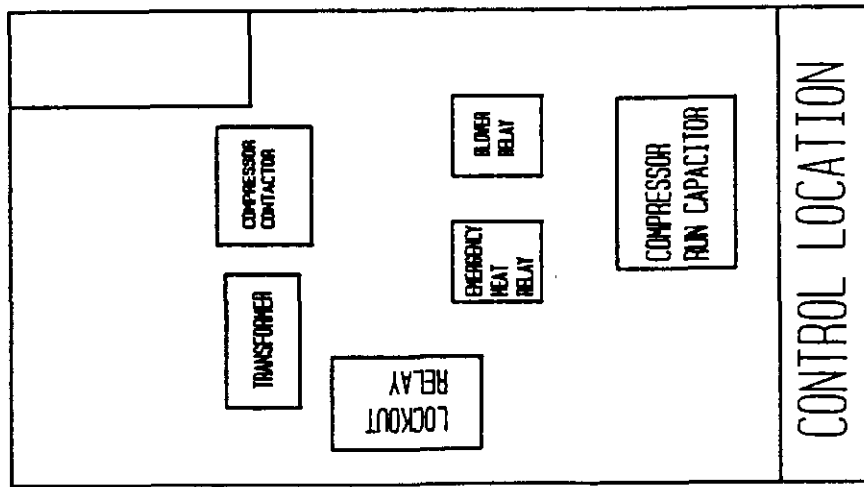 COMPRESSOR
CONTACTOR
TRANSFORMER
LOCKOUT
RELAY
BLOWER
RELAY
EMERGENCY
HEAT
RELAY
COMPRESSOR
RUN CAPACITOR
CONTROL LOCATION